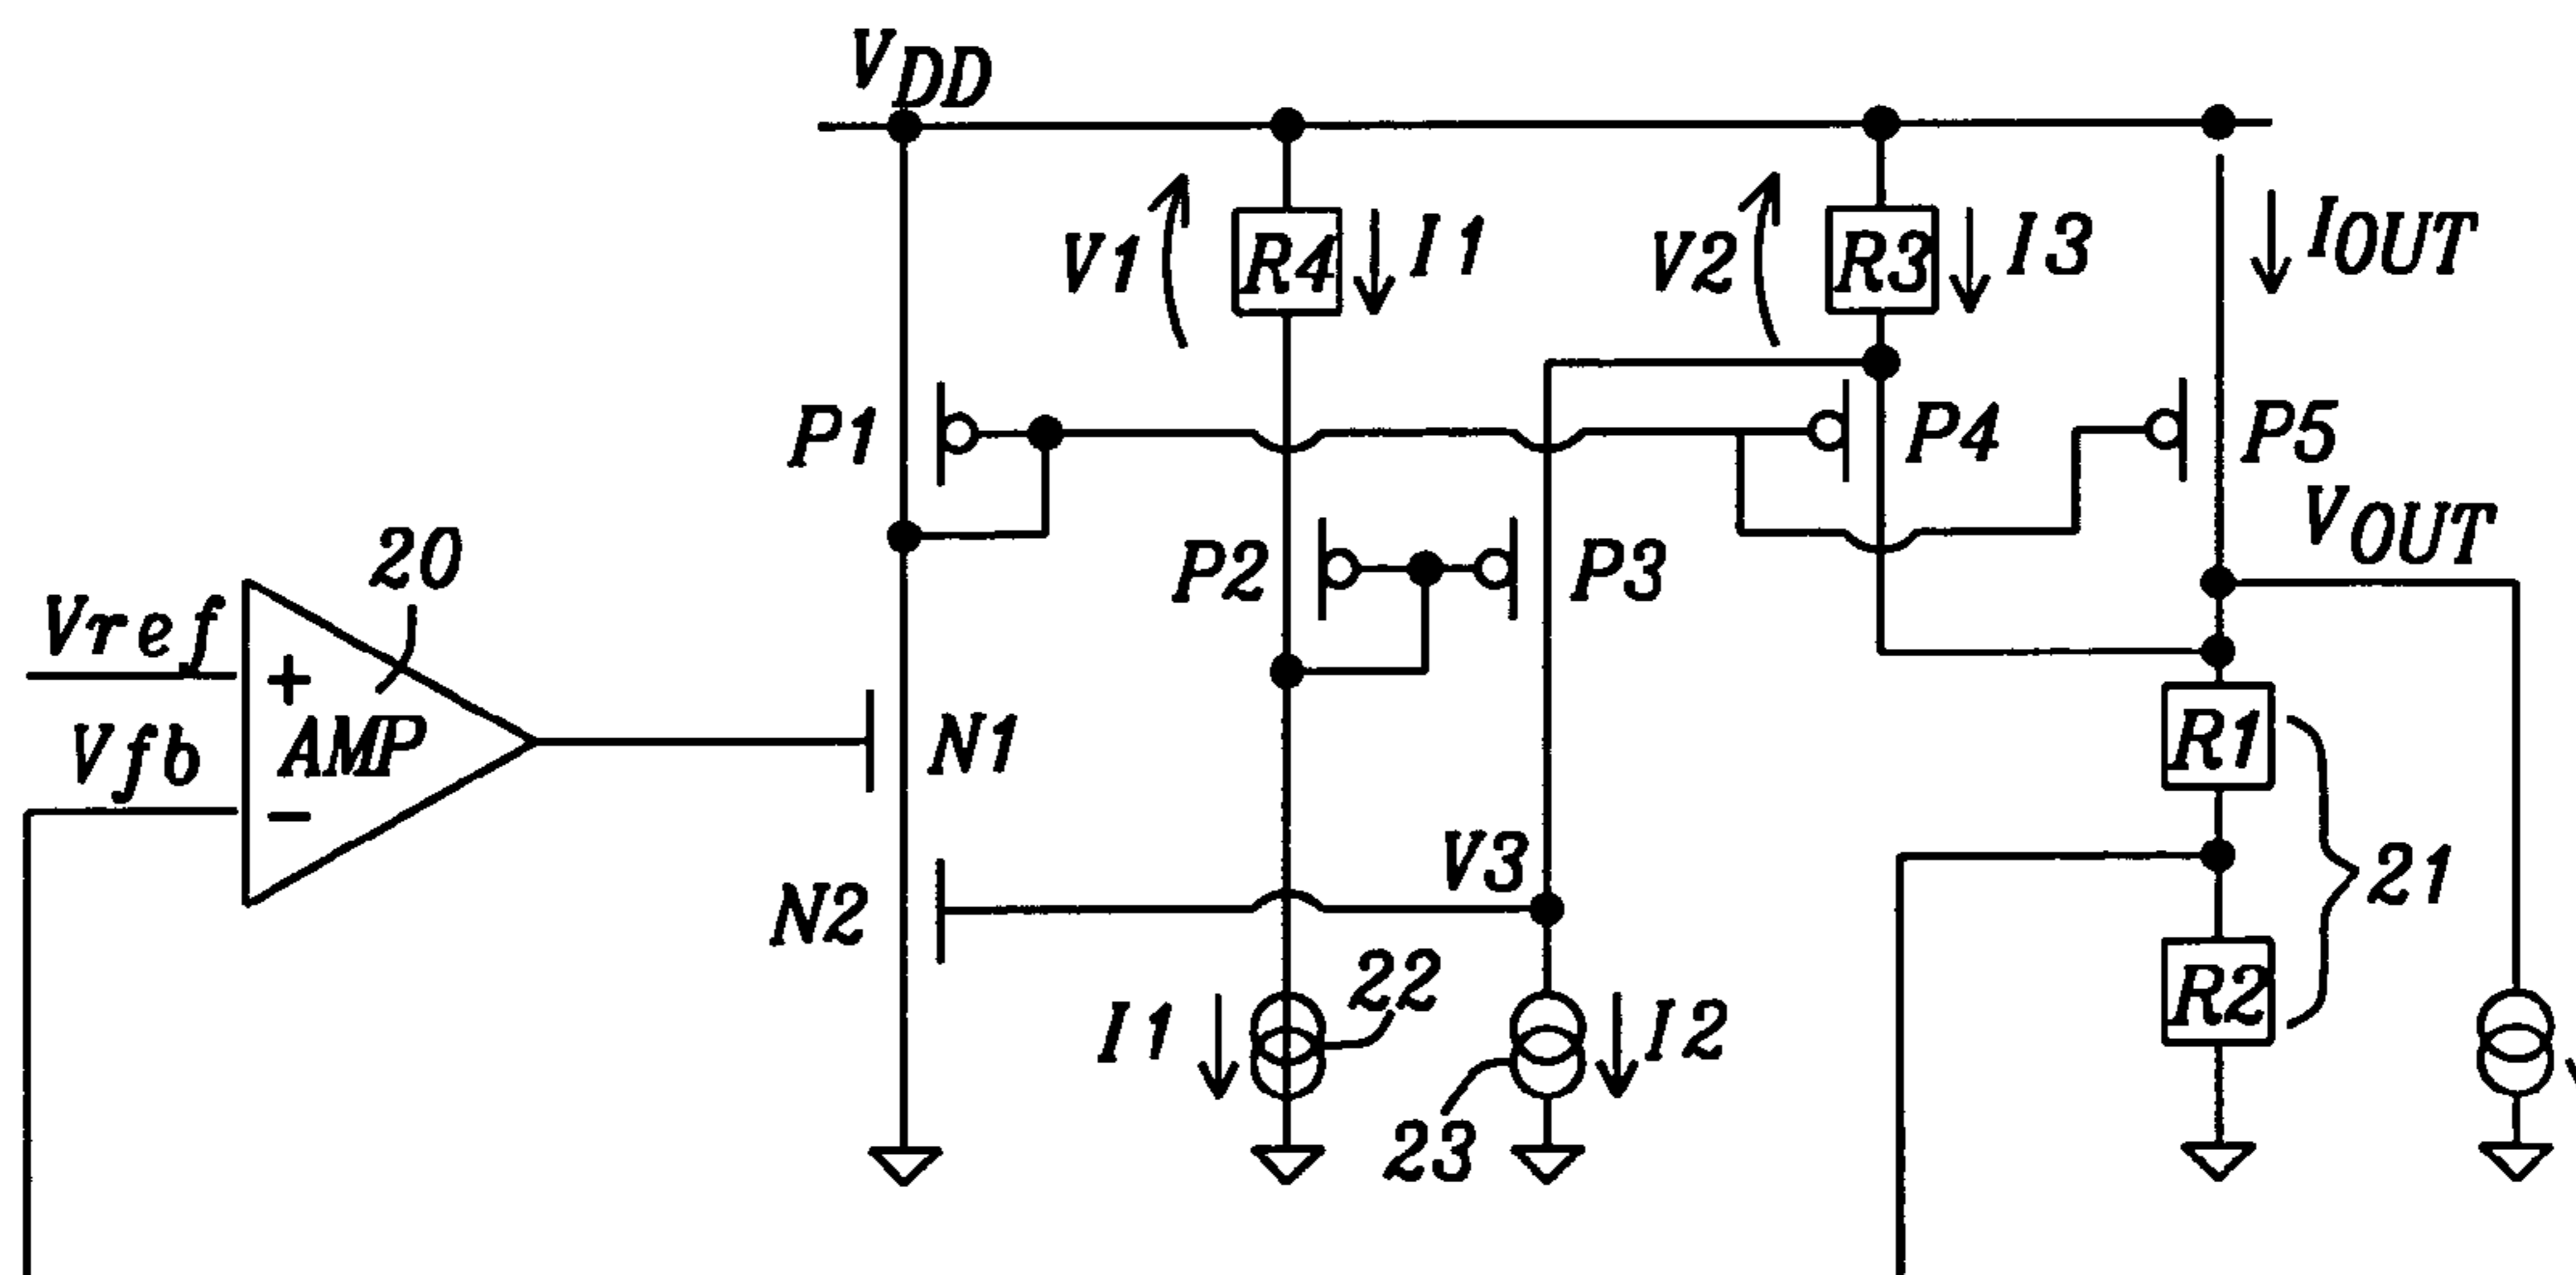 VDD
V1
R4
I1
V2
R3
I3
IOUT
P1
P4
P5
VOUT
20
P2
P3
Vref
+
AMP
Vfb
−
N1
R1
V3
21
N2
22
R2
I1
I2
23